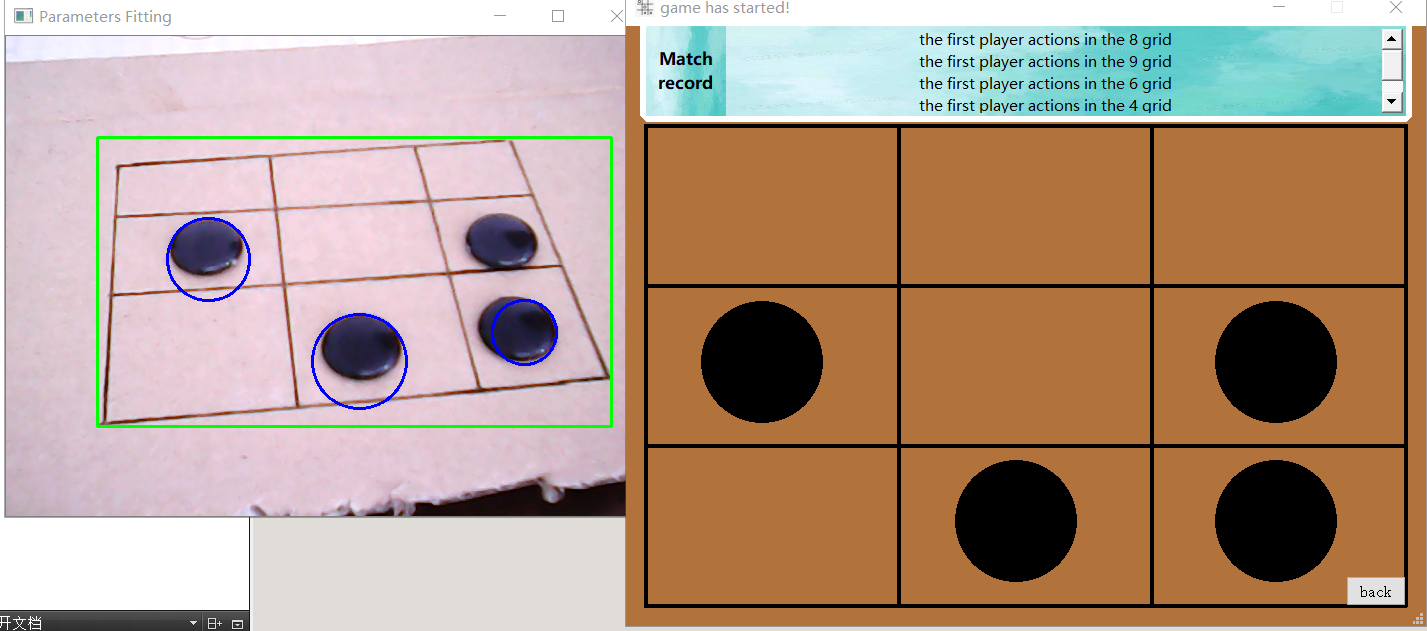 Parameters Fitting
game has started!
Match
record
the first player actions in the 8 grid
the first player actions in the 9 grid
the first player actions in the 6 grid
the first player actions in the 4 grid
back
开文档